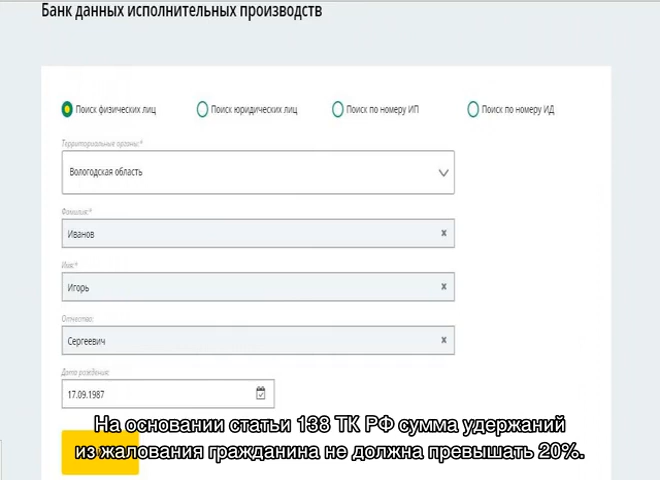 Банк данных исполнительных производств
Поиск физических лиц
Поиск юридических лиц
Поиск по номеру ИП
Поиск по номеру ИД
Территориальные органы:*
Вологодская область
Фамилия:*
Иванов
Имя:*
Игорь
Отчество:
Сергеевич
Дата рождения:
17.09.1987
На основании статьи 138 ТК РФ сумма удержаний
из жалования гражданина не должна превышать 20%.